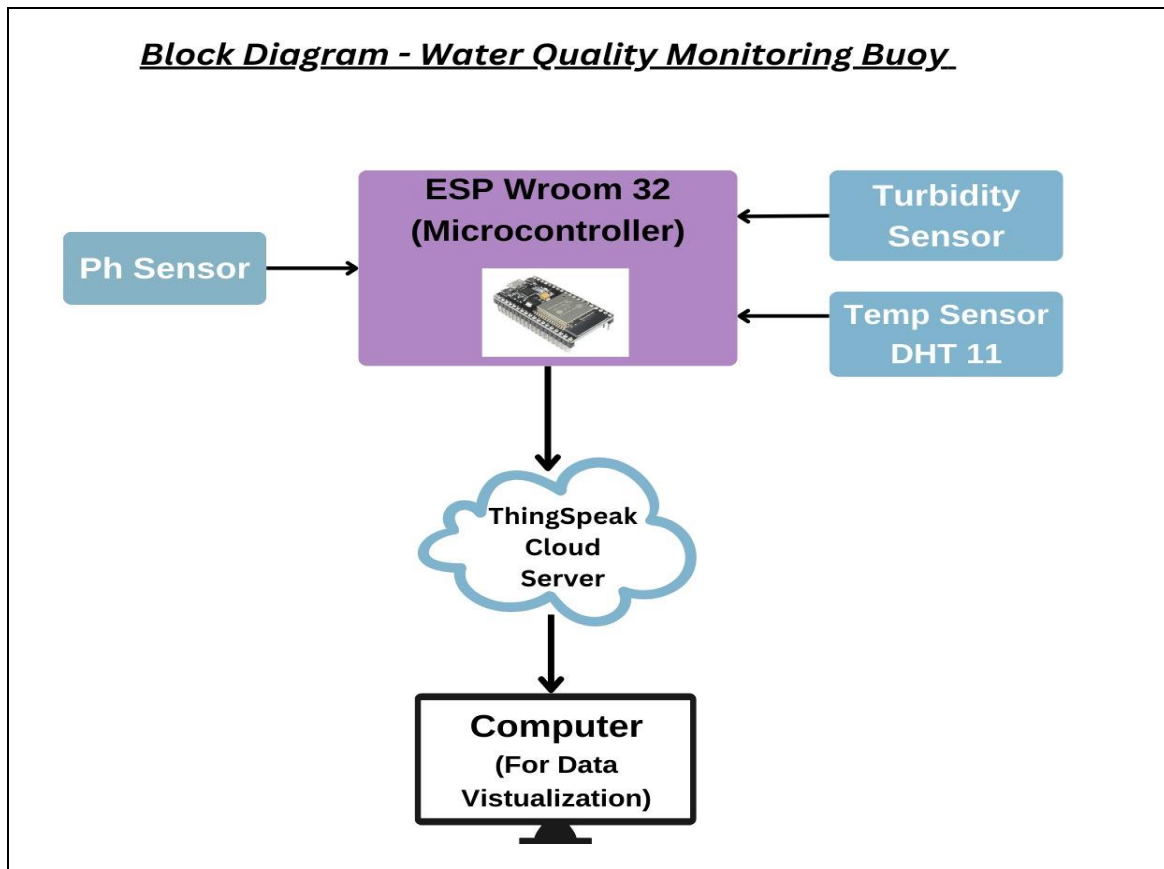 Block Diagram - Water Quality Monitoring Buoy
ESP Wroom 32
(Microcontroller)
Ph Sensor
Turbidity
Sensor
Temp Sensor
DHT 11
ThingSpeak
Cloud
Server
Computer
(For Data
Vistualization)